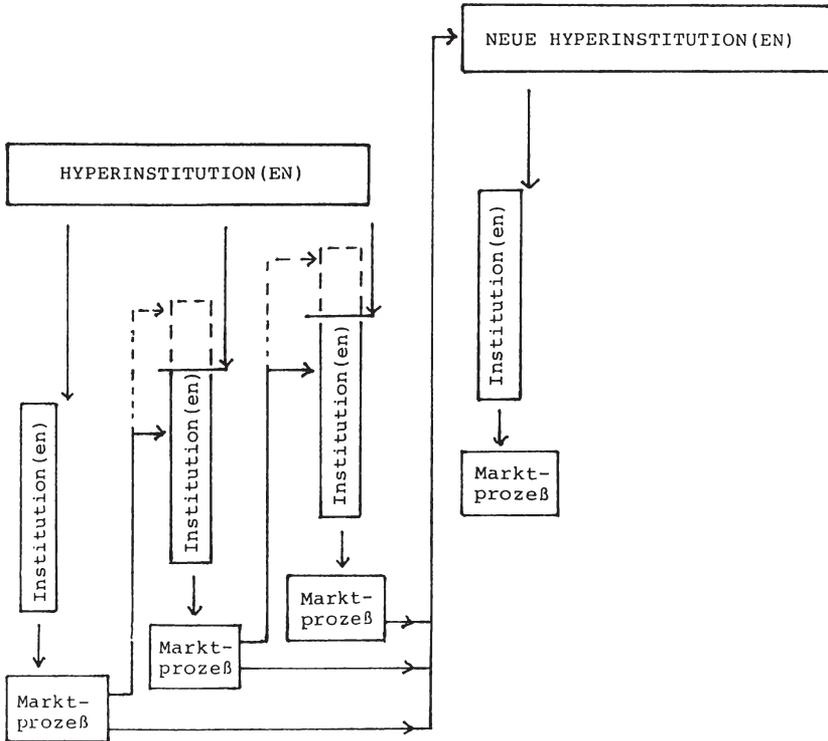 NEUE HYPERINSTITUTION(EN)
HYPERINSTITUTION(EN)
Institution(en)
Institution(en)
Institution(en)
Institution(en)
Markt-
prozeß
Markt-
prozeß
Markt-
prozeß
Markt-
prozeß